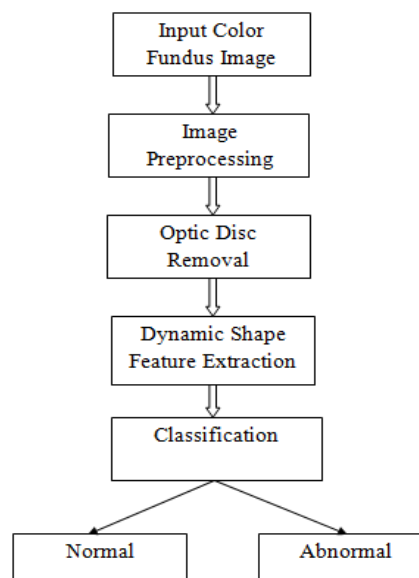 Input Color
Fundus Image
Image
Preprocessing
Optic Disc
Removal
Dynamic Shape
Feature Extraction
Classification
Normal
Abnormal